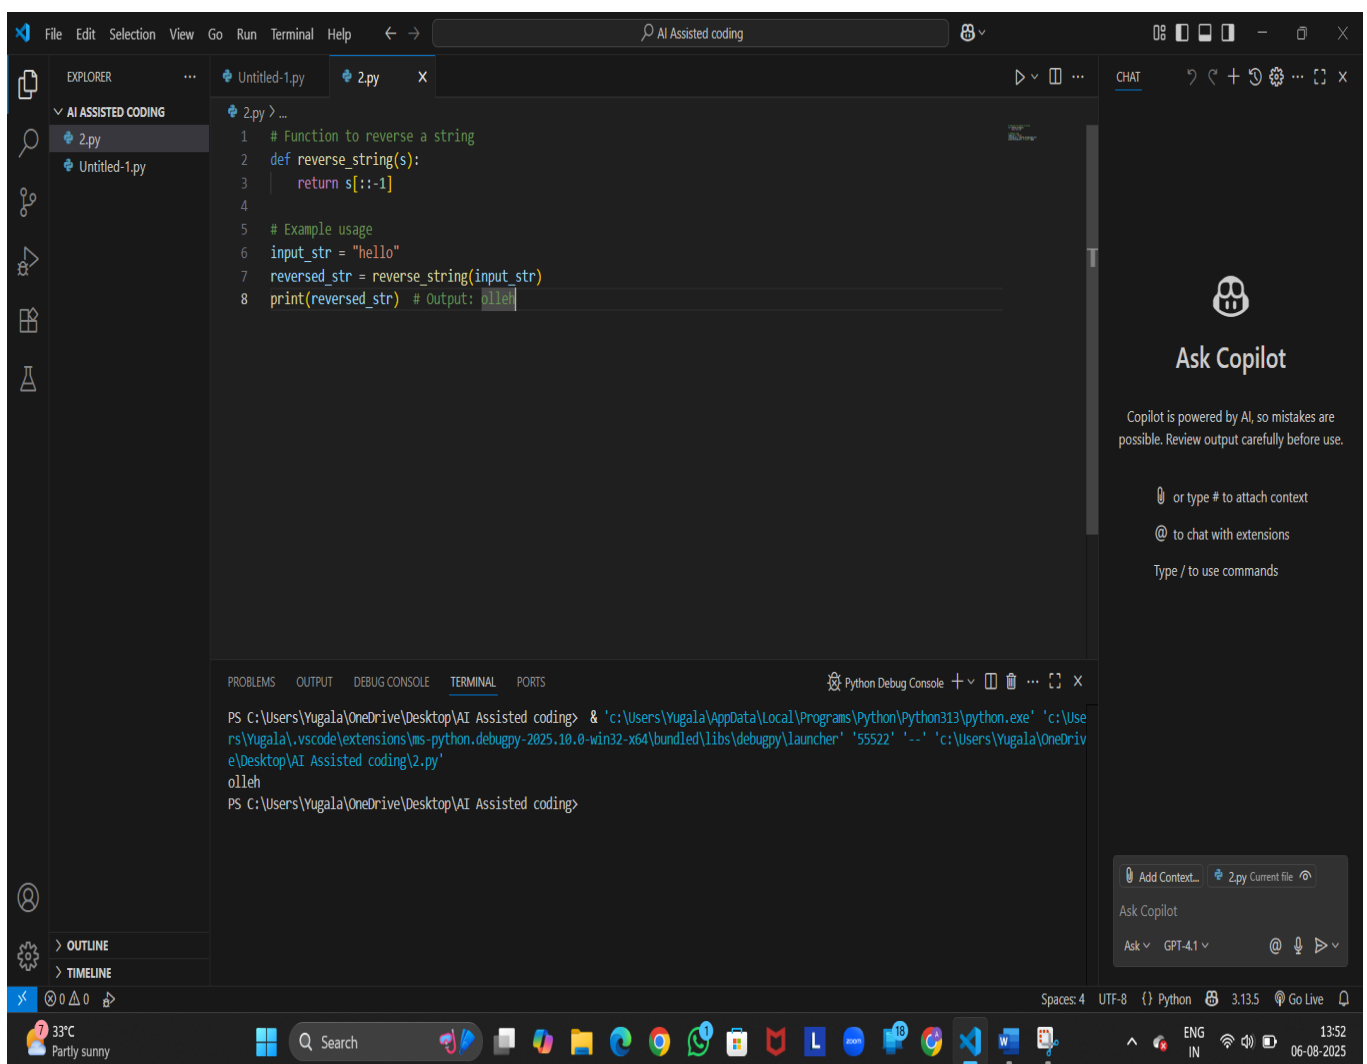 File Edit Selection View Go Run Terminal Help
AI Assisted coding
EXPLORER
AI ASSISTED CODING
2.py
Untitled-1.py
OUTLINE
TIMELINE
Untitled-1.py
2.py
2.py > ...
1 # Function to reverse a string
2 def reverse_string(s):
3 return s[::-1]
4
5 # Example usage
6 input_str = "hello"
7 reversed_str = reverse_string(input_str)
8 print(reversed_str) # Output: olleh
PROBLEMS OUTPUT DEBUG CONSOLE TERMINAL PORTS
Python Debug Console
PS C:\Users\Yugala\OneDrive\Desktop\AI Assisted coding> & 'c:\Users\Yugala\AppData\Local\Programs\Python\Python313\python.exe' 'c:\Use
rs\Yugala\.vscode\extensions\ms-python.debugpy-2025.10.0-win32-x64\bundled\libs\debugpy\launcher' '55522' '--' 'c:\Users\Yugala\OneDriv
e\Desktop\AI Assisted coding\2.py'
olleh
PS C:\Users\Yugala\OneDrive\Desktop\AI Assisted coding>
CHAT
Ask Copilot
Copilot is powered by AI, so mistakes are
possible. Review output carefully before use.
or type # to attach context
@ to chat with extensions
Type / to use commands
Add Context...
2.py Current file
Ask Copilot
Ask GPT-4.1
0 0
Spaces: 4 UTF-8 {} Python 3.13.5 Go Live
7
33°C
Partly sunny
Search
L
zoom
18
ENG
IN
13:52
06-08-2025